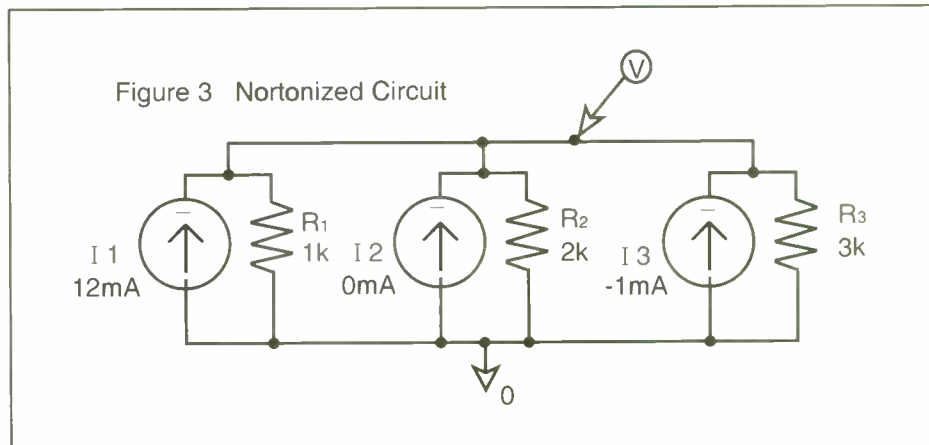 Figure 3 Nortonized Circuit
V
R1
1k
I 1
12mA
R2
2k
I 2
0mA
R3
3k
I 3
-1mA
0